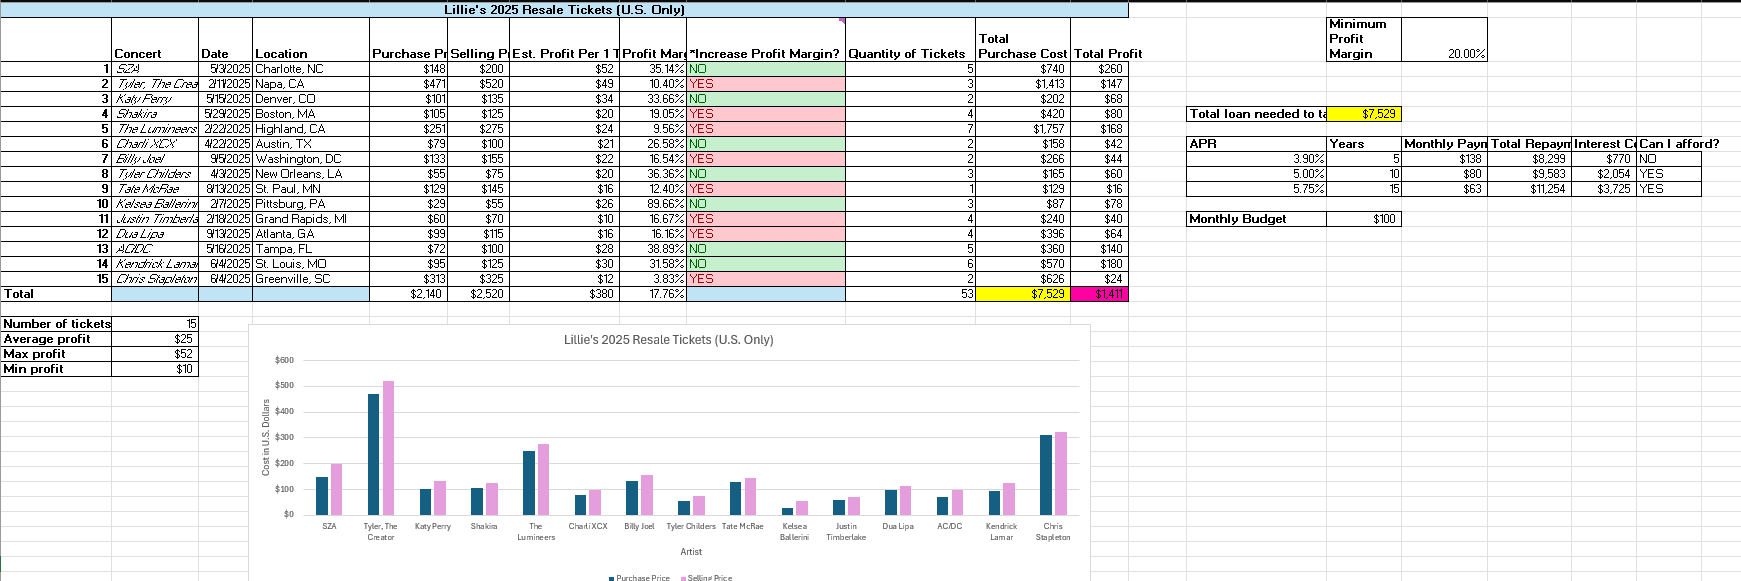 Lillie's 2025 Resale Tickets (U.S. Only)
Concert Date Location Purchase Pr Selling P Est. Profit Per 1 T Profit Mar *Increase Profit Margin? Quantity of Tickets Total Purchase Cost Total Profit
Minimum Profit Margin 20.00%
1 SZA 5/3/2025 Charlotte, NC $148 $200 $52 35.14% NO 5 $740 $260
2 Tyler, The Crea 2/11/2025 Napa, CA $471 $520 $49 10.40% YES 3 $1,413 $147
3 Katy Perry 5/15/2025 Denver, CO $101 $135 $34 33.66% NO 2 $202 $68
4 Shakira 5/29/2025 Boston, MA $105 $125 $20 19.05% YES 4 $420 $80
Total loan needed to ta $7,529
5 The Lumineers 2/22/2025 Highland, CA $251 $275 $24 9.56% YES 7 $1,757 $168
6 Charli XCX 4/22/2025 Austin, TX $79 $100 $21 26.58% NO 2 $158 $42
APR Years Monthly Payn Total Repaym Interest C Can I afford?
7 Billy Joel 9/5/2025 Washington, DC $133 $155 $22 16.54% YES 2 $266 $44
3.90% 5 $138 $8,299 $770 NO
8 Tyler Childers 4/3/2025 New Orleans, LA $55 $75 $20 36.36% NO 3 $165 $60
5.00% 10 $80 $9,583 $2,054 YES
9 Tate McRae 8/13/2025 St. Paul, MN $129 $145 $16 12.40% YES 1 $129 $16
5.75% 15 $63 $11,254 $3,725 YES
10 Kelsea Ballerini 2/7/2025 Pittsburg, PA $29 $55 $26 89.66% NO 3 $87 $78
11 Justin Timberla 2/18/2025 Grand Rapids, MI $60 $70 $10 16.67% YES 4 $240 $40
Monthly Budget $100
12 Dua Lipa 9/13/2025 Atlanta, GA $99 $115 $16 16.16% YES 4 $396 $64
13 AC/DC 5/16/2025 Tampa, FL $72 $100 $28 38.89% NO 5 $360 $140
14 Kendrick Lamar 6/4/2025 St. Louis, MO $95 $125 $30 31.58% NO 6 $570 $180
15 Chris Stapleton 6/4/2025 Greenville, SC $313 $325 $12 3.83% YES 2 $626 $24
Total $2,140 $2,520 $380 17.76% 53 $7,529 $1,411
Number of tickets 15
Average profit $25
Max profit $52
Min profit $10
Lillie's 2025 Resale Tickets (U.S. Only)
$600
$500
$400
$300
$200
$100
$0
Cost in U.S. Dollars
SZA
Tyler, The Creator
Katy Perry
Shakira
The Lumineers
Charli XCX
Billy Joel
Tyler Childers
Tate McRae
Kelsea Ballerini
Justin Timberlake
Dua Lipa
AC/DC
Kendrick Lamar
Chris Stapleton
Artist
Purchase Price Selling Price